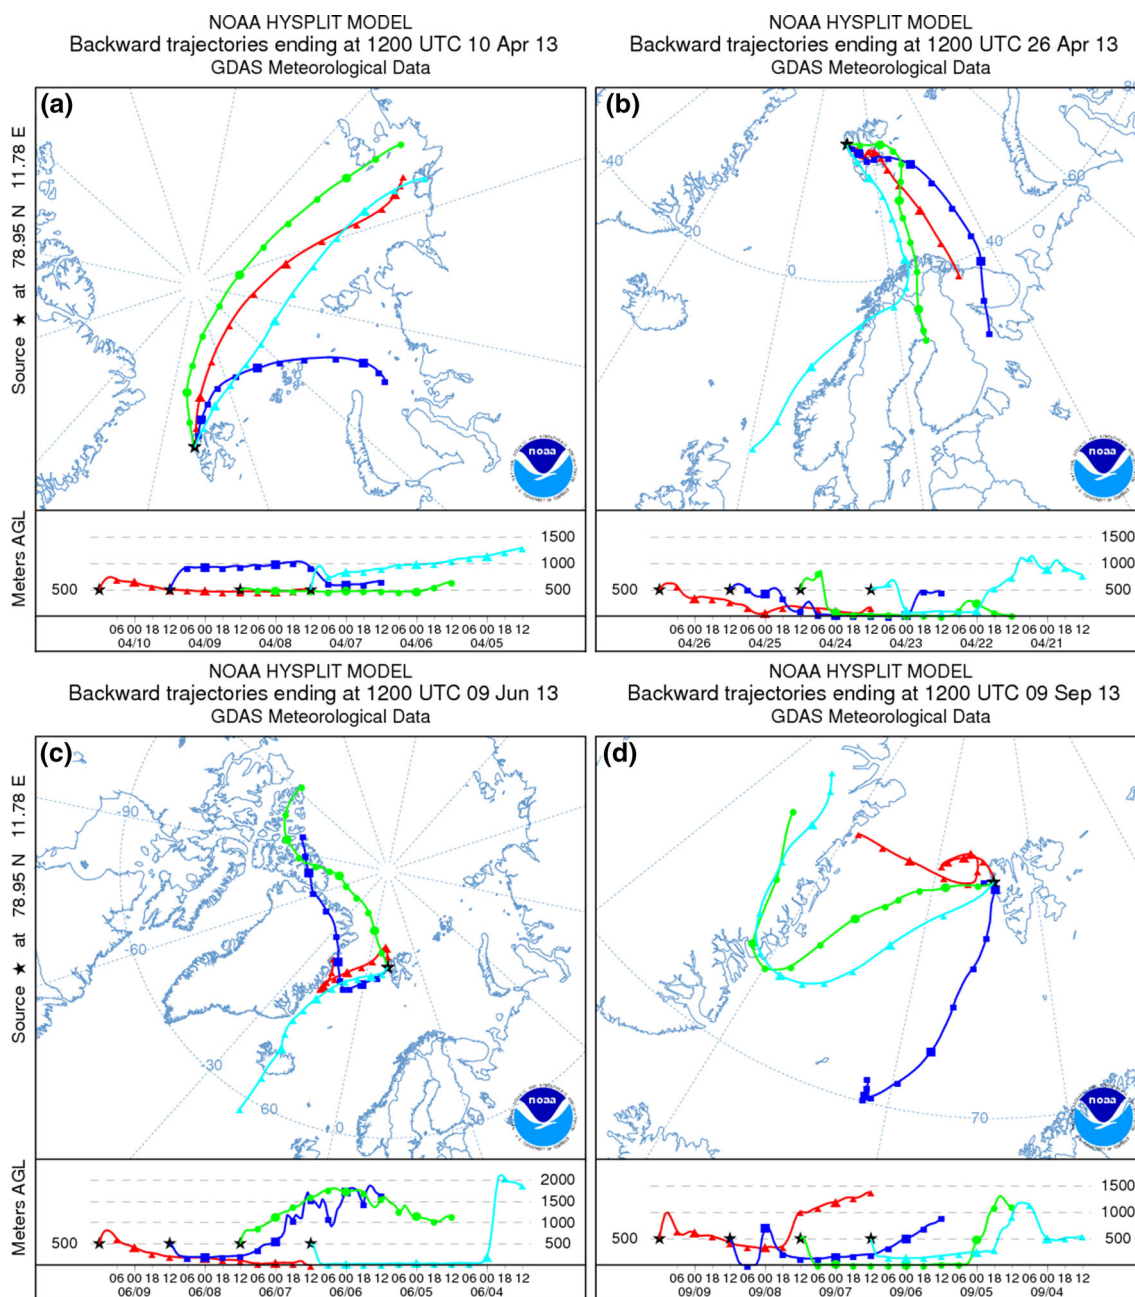 NOAA HYSPLIT MODEL
Backward trajectories ending at 1200 UTC 10 Apr 13
GDAS Meteorological Data
(a)
Source ★ at 78.95 N 11.78 E
noaa
Meters AGL
500
1500
1000
500
06 00 18 12 06 00 18 12 06 00 18 12 06 00 18 12 06 00 18 12 06 00 18 12
04/10 04/09 04/08 04/07 04/06 04/05
NOAA HYSPLIT MODEL
Backward trajectories ending at 1200 UTC 26 Apr 13
GDAS Meteorological Data
(b)
80
-40
60
-20
40
0
noaa
500
1500
1000
500
06 00 18 12 06 00 18 12 06 00 18 12 06 00 18 12 06 00 18 12 06 00 18 12
04/26 04/25 04/24 04/23 04/22 04/21
NOAA HYSPLIT MODEL
Backward trajectories ending at 1200 UTC 09 Jun 13
GDAS Meteorological Data
(c)
Source ★ at 78.95 N 11.78 E
-90
-60
-30
60
0
noaa
Meters AGL
500
2000
1500
1000
500
06 00 18 12 06 00 18 12 06 00 18 12 06 00 18 12 06 00 18 12 06 00 18 12
06/09 06/08 06/07 06/06 06/05 06/04
NOAA HYSPLIT MODEL
Backward trajectories ending at 1200 UTC 09 Sep 13
GDAS Meteorological Data
(d)
70
noaa
500
1500
1000
500
06 00 18 12 06 00 18 12 06 00 18 12 06 00 18 12 06 00 18 12 06 00 18 12
09/09 09/08 09/07 09/06 09/05 09/04